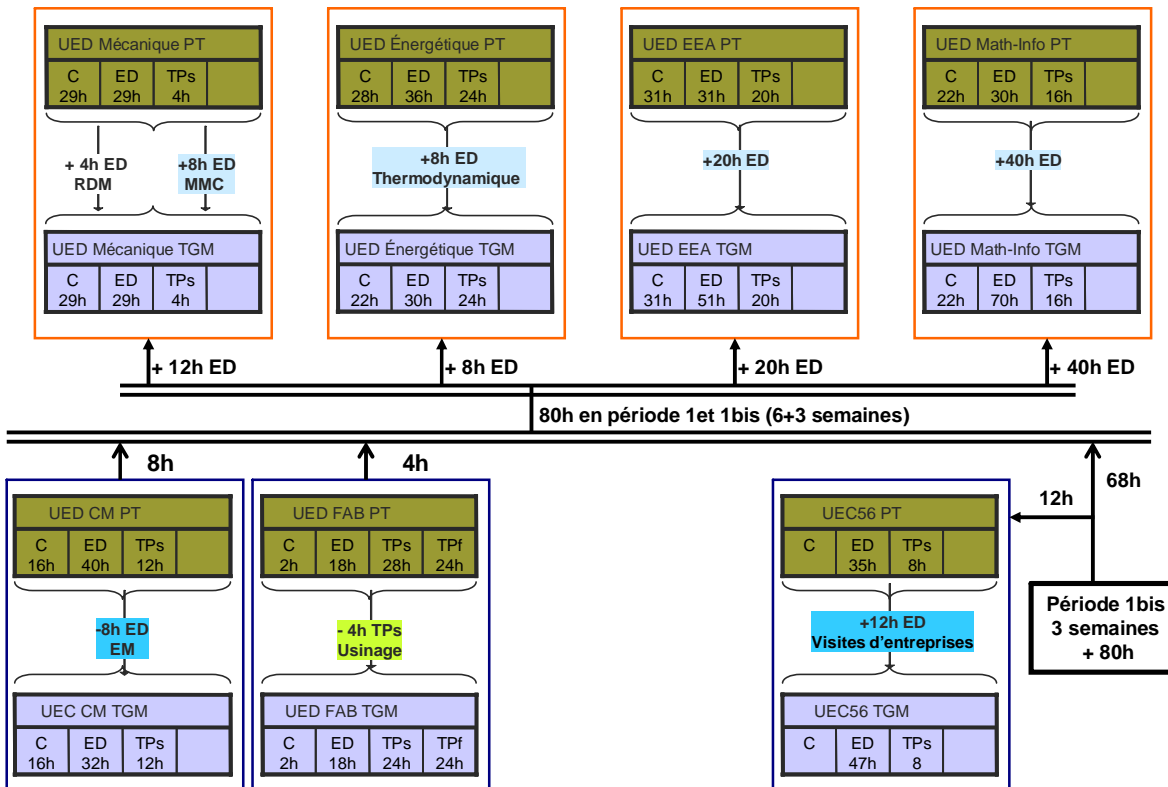 UED Mécanique PT
C ED TPs
29h 29h 4h
+ 4h ED
RDM
+8h ED
MMC
UED Mécanique TGM
C ED TPs
29h 29h 4h
UED Énergétique PT
C ED TPs
28h 36h 24h
+8h ED
Thermodynamique
UED Énergétique TGM
C ED TPs
22h 30h 24h
UED EEA PT
C ED TPs
31h 31h 20h
+20h ED
UED EEA TGM
C ED TPs
31h 51h 20h
UED Math-Info PT
C ED TPs
22h 30h 16h
+40h ED
UED Math-Info TGM
C ED TPs
22h 70h 16h
+ 12h ED
+ 8h ED
+ 20h ED
+ 40h ED
80h en période 1et 1bis (6+3 semaines)
8h
4h
68h
12h
UED CM PT
C ED TPs
16h 40h 12h
-8h ED
EM
UEC CM TGM
C ED TPs
16h 32h 12h
UED FAB PT
C ED TPs TPf
2h 18h 28h 24h
- 4h TPs
Usinage
UED FAB TGM
C ED TPs TPf
2h 18h 24h 24h
UEC56 PT
C ED TPs
35h 8h
+12h ED
Visites d'entreprises
UEC56 TGM
C ED TPs
47h 8
Période 1bis
3 semaines
+ 80h